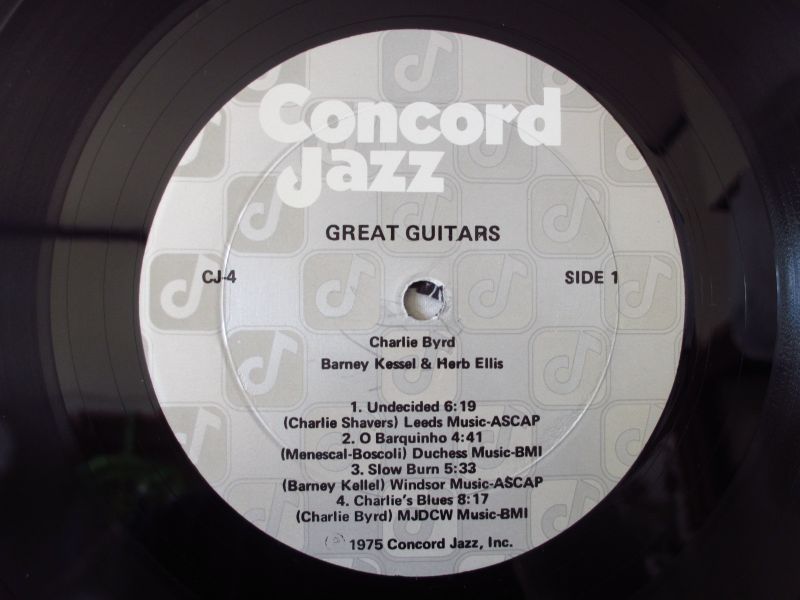 Concord
Jazz
GREAT GUITARS
CJ-4
SIDE 1
Charlie Byrd
Barney Kessel & Herb Ellis
1. Undecided 6:19
(Charlie Shavers) Leeds Music-ASCAP
2. O Barquinho 4:41
(Menescal-Boscoli) Duchess Music-BMI
3. Slow Burn 5:33
(Barney Kellel) Windsor Music-ASCAP
4. Charlie's Blues 8:17
(Charlie Byrd) MJDCW Music-BMI
℗ 1975 Concord Jazz, Inc.